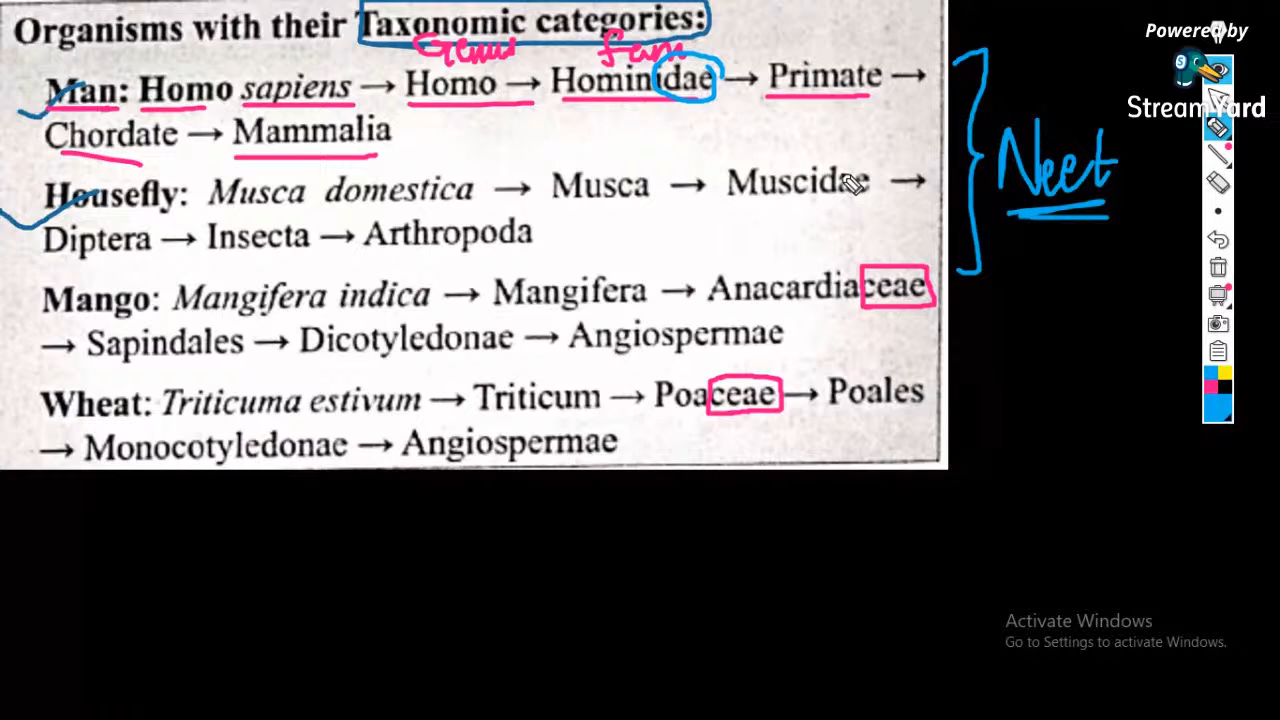 Organisms with their Taxonomic categories:
Genus fam
Man: Homo sapiens → Homo → Hominidae → Primate →
Chordate → Mammalia
Housefly: Musca domestica → Musca → Muscidae →
Diptera → Insecta → Arthropoda
Mango: Mangifera indica → Mangifera → Anacardiaceae
→ Sapindales → Dicotyledonae → Angiospermae
Wheat: Triticuma estivum → Triticum → Poaceae → Poales
→ Monocotyledonae → Angiospermae
Neet
Powered by
StreamYard
Activate Windows
Go to Settings to activate Windows.